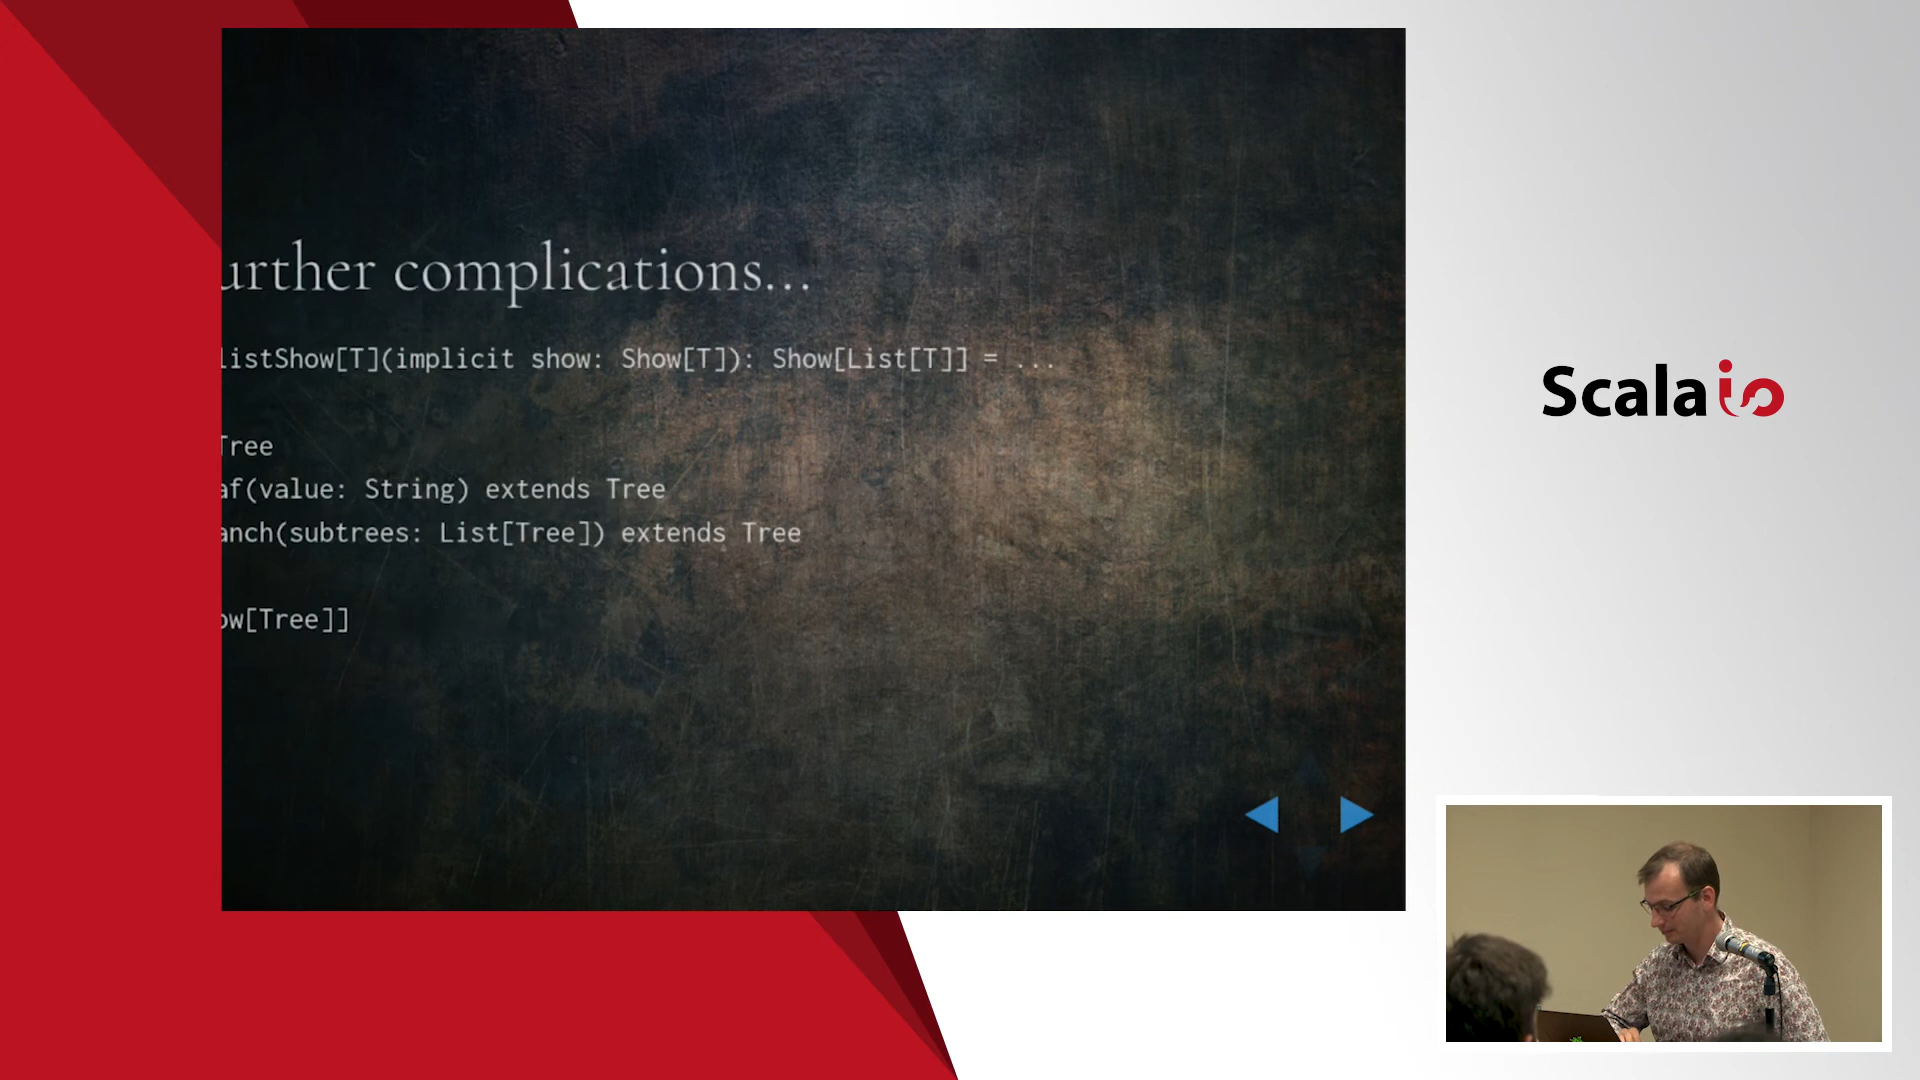 urther complications...
listShow[T](implicit show: Show[T]): Show[List[T]] = ...
Tree
af(value: String) extends Tree
anch(subtrees: List[Tree]) extends Tree
ow[Tree]]
Scala io